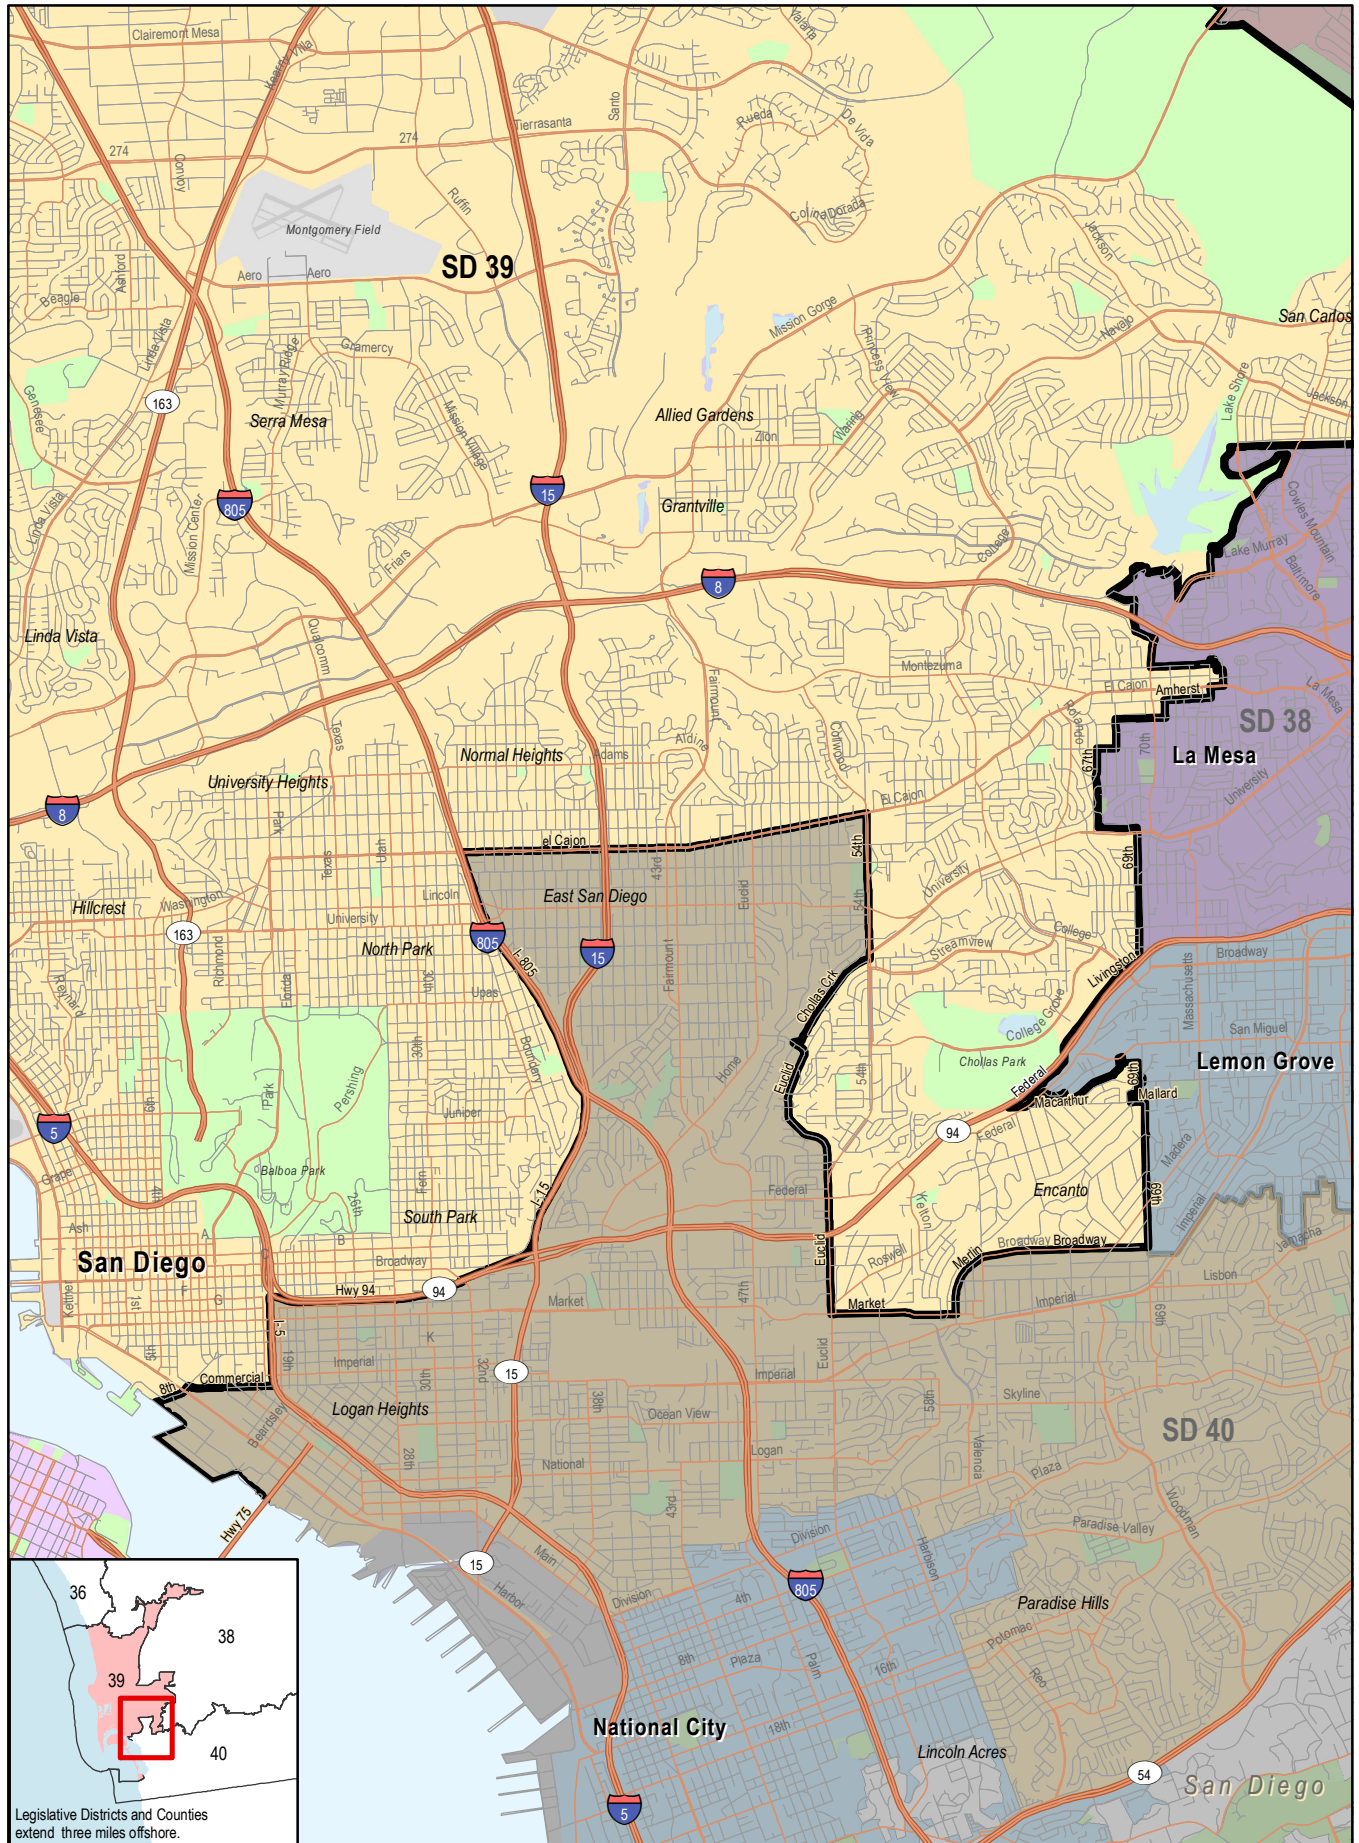 Clairemont Mesa
Kearny Villa
Valaria
Santo
Tierrasanta
Rueda
De Vida
274
274
Convoy
Ruffin
Colina Dorada
Montgomery Field
SD 39
Jackson
Ashford
Aero
Aero
Beagle
Mission Gorge
San Carlos
Linda Vista
Murray Ridge
Gramercy
Princess View
Navajo
163
Genesee
Serra Mesa
Mission Village
Allied Gardens
Zion
Waring
Lake Shore
Jackson
805
15
Grantville
Linda Vista
Mission Center
Friars
College
Cowles Mountain
Lake Murray
Baltimore
8
Linda Vista
Qualcomm
Montezuma
Fairmount
El Cajon
Amherst
La Mesa
Rolando
Texas
Collwood
SD 38
Normal Heights
Adams
Aldine
70th
67th
La Mesa
University Heights
University
8
Park
El Cajon
el Cajon
Utah
Texas
43rd
54th
69th
Lincoln
East San Diego
Euclid
54th
University
Hillcrest
Washington
University
163
North Park
805
I- 805
15
Fairmount
College
Streamview
Livingston
Broadway
Richmond
Reynard
Florida
30th
Upas
Chollas Crk
Massachusetts
Boundary
College Grove
San Miguel
30th
Home
Chollas Park
Lemon Grove
Euclid
54th
Federal
69th
Park
Pershing
6th
Juniper
Macarthur
Mallard
5
94
Federal
Madera
Grape
Balboa Park
Fern
I- 15
Federal
Encanto
69th
4th
26th
South Park
Kelton
Imperial
Ash
A
B
C
Euclid
Merlin
Broadway
Broadway
Jamacha
San Diego
Broadway
Roswell
Lisbon
Kettner
1st
F
G
Hwy 94
94
47th
Market
Market
Imperial
69th
I-5
K
5th
19th
Imperial
32nd
15
Euclid
Imperial
8th
Commercial
30th
38th
58th
Skyline
Logan Heights
Ocean View
SD 40
Beardsley
28th
National
Logan
Valencia
Plaza
43rd
Woodman
Hwy 75
Division
Harbison
Paradise Valley
15
Main
Harbor
Division
805
4th
Paradise Hills
Potomac
8th
Plaza
Palm
16th
Reo
National City
18th
Lincoln Acres
54
San Diego
5
36
38
39
40
Legislative Districts and Counties
extend three miles offshore.